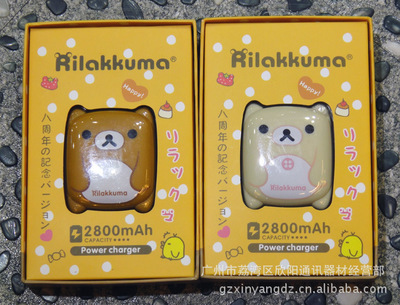 Rilakkuma®
Happy!
八周年の記念バージョン
リラックマ
Rilakkuma
2800mAh
CAPACITY
Power charger
Rilakkuma®
Happy!
八周年の記念バージョン
リラックマ
Rilakkuma
2800mAh
CAPACITY
Power charger
广州市荔湾区欣阳通讯器材经营部
gzxinyangdz.1688.com